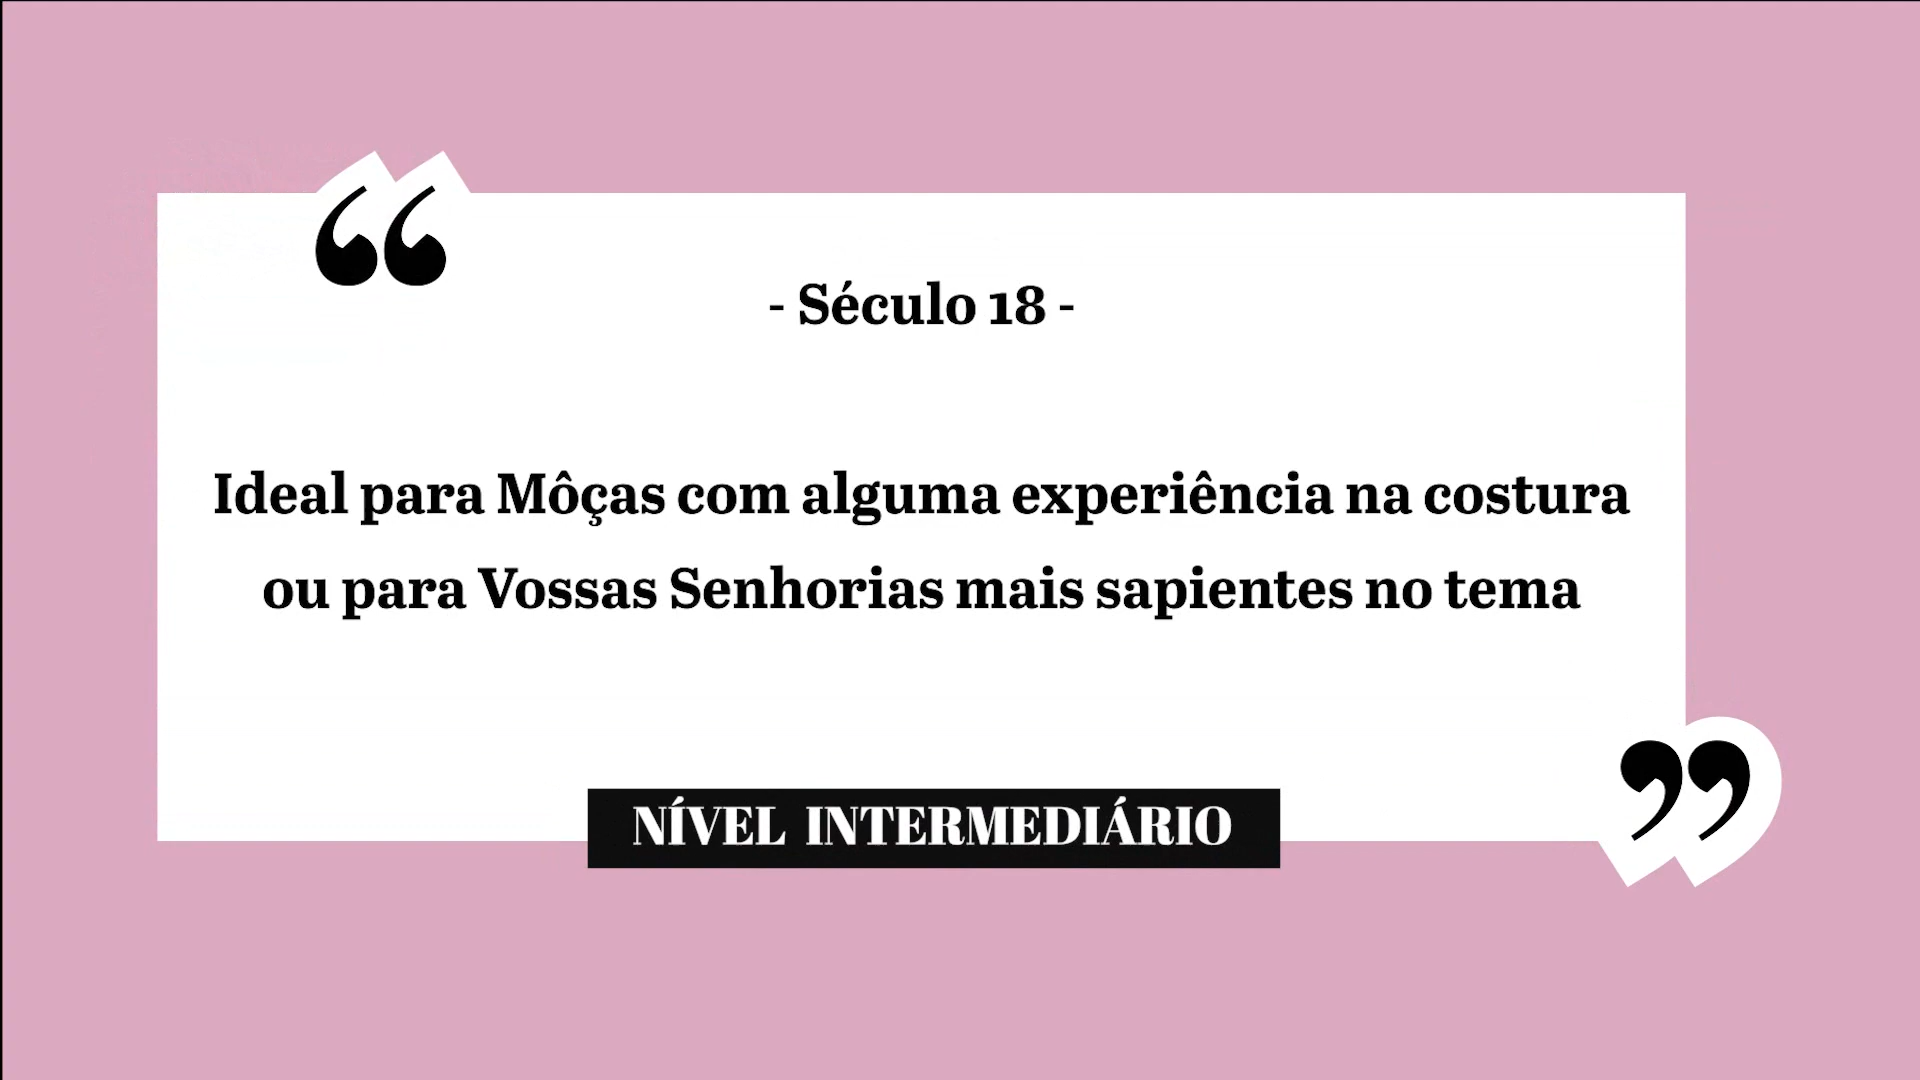 - Século 18 -
Ideal para Môças com alguma experiência na costura
ou para Vossas Senhorias mais sapientes no tema
NÍVEL INTERMEDIÁRIO